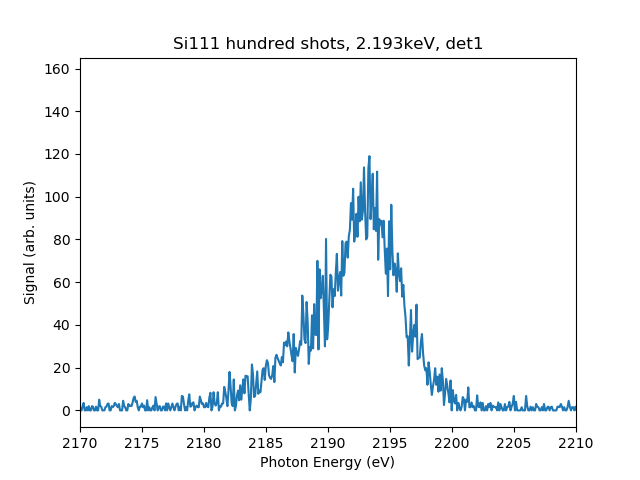 Si111 hundred shots, 2.193keV, det1
160
140
120
100
80
60
40
20
0
Signal (arb. units)
2170 2175 2180 2185 2190 2195 2200 2205 2210
Photon Energy (eV)